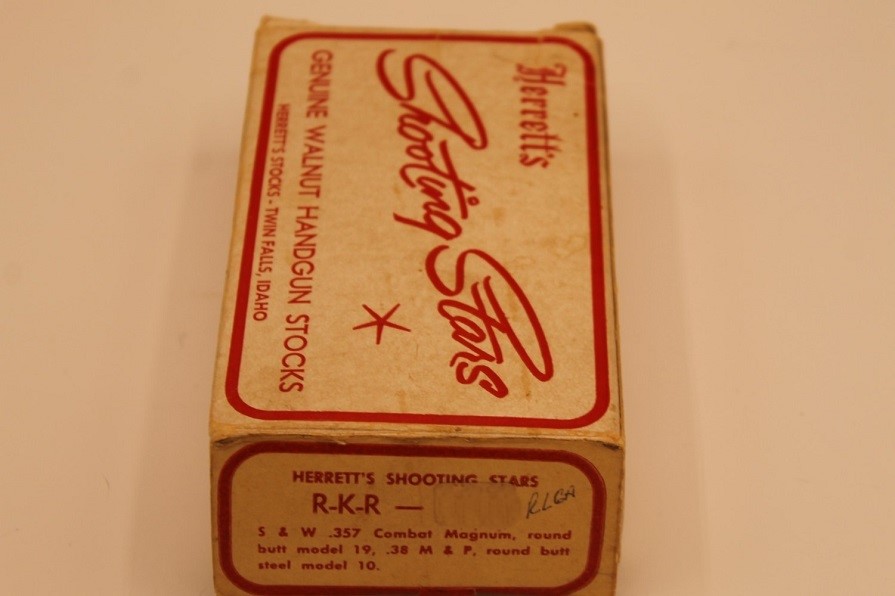 Herrett's
Shooting Stars
GENUINE WALNUT HANDGUN STOCKS
HERRETT'S STOCKS - TWIN FALLS, IDAHO
HERRETT'S SHOOTING STARS
R-K-R —
S & W .357 Combat Magnum, round
butt model 19, .38 M & P, round butt
steel model 10.